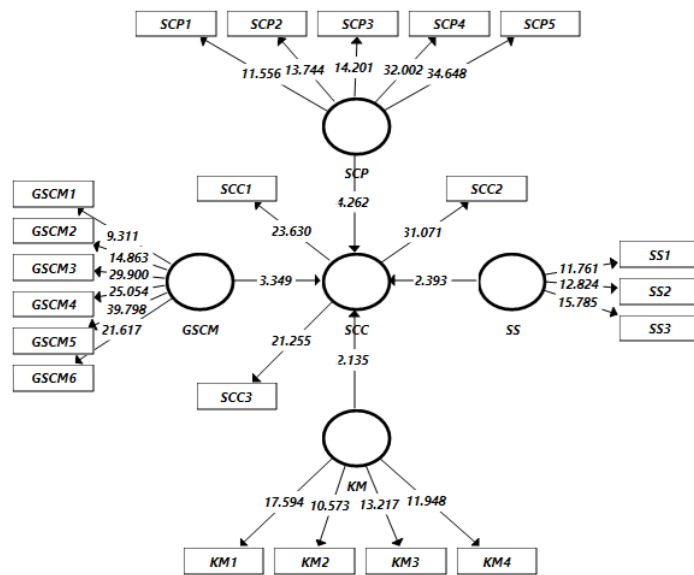 SCP1 SCP2 SCP3 SCP4 SCP5
11.556 13.744 14.201 32.002 34.648
SCP
GSCM1
GSCM2
GSCM3
GSCM4
GSCM5
GSCM6
9.311
14.863
29.900
25.054
39.798
21.617
GSCM
SCC1 SCC2
4.262
23.630 31.071
3.349
SCC
2.393
SS
11.761
12.824
15.785
SS1
SS2
SS3
21.255
2.135
SCC3
KM
17.594 10.573 13.217 11.948
KM1 KM2 KM3 KM4